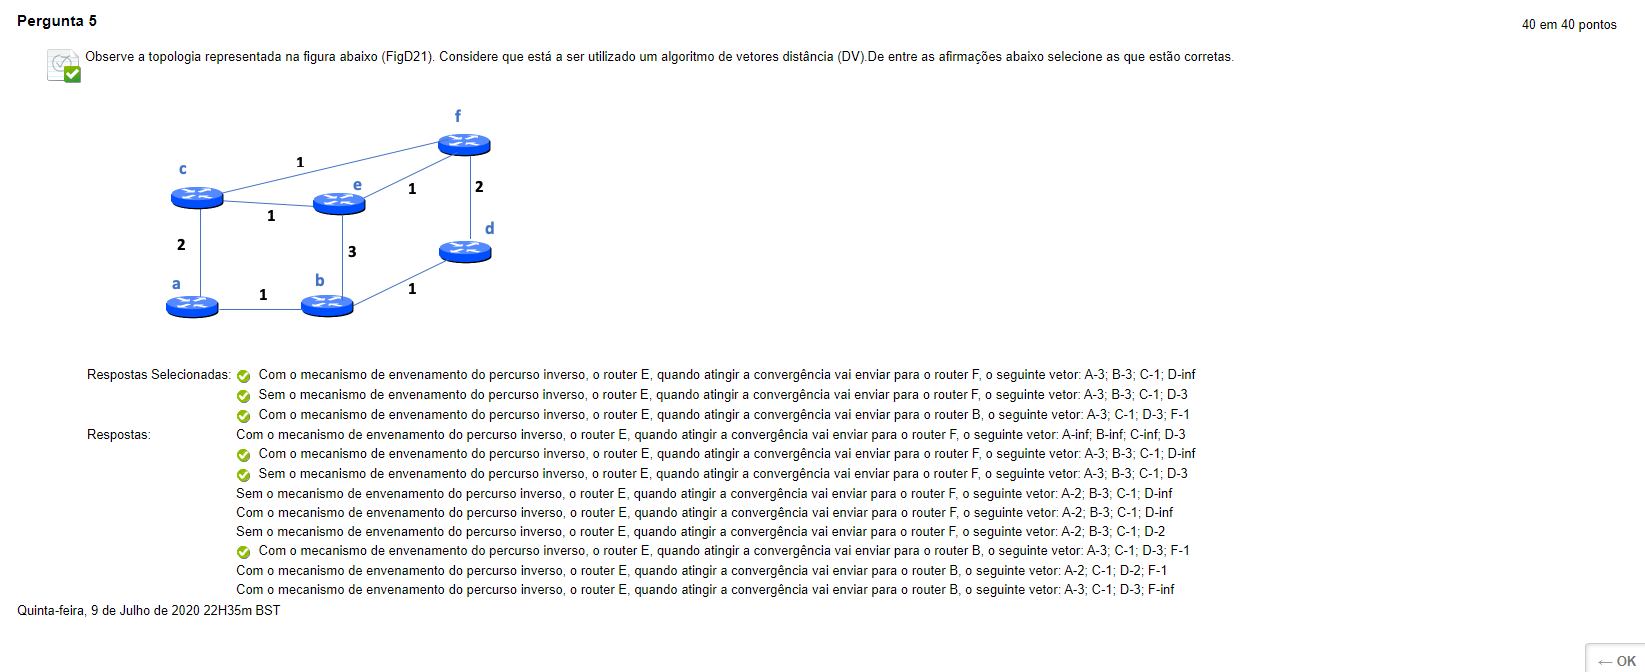 Pergunta 5
40 em 40 pontos
Observe a topologia representada na figura abaixo (FigD21). Considere que está a ser utilizado um algoritmo de vetores distância (DV).De entre as afirmações abaixo selecione as que estão corretas.
f
c
1
e
1
2
1
d
2
3
a
b
1
1
Respostas Selecionadas: Com o mecanismo de envenamento do percurso inverso, o router E, quando atingir a convergência vai enviar para o router F, o seguinte vetor: A-3; B-3; C-1; D-inf
Sem o mecanismo de envenamento do percurso inverso, o router E, quando atingir a convergência vai enviar para o router F, o seguinte vetor: A-3; B-3; C-1; D-3
Com o mecanismo de envenamento do percurso inverso, o router E, quando atingir a convergência vai enviar para o router B, o seguinte vetor: A-3; C-1; D-3; F-1
Respostas: Com o mecanismo de envenamento do percurso inverso, o router E, quando atingir a convergência vai enviar para o router F, o seguinte vetor: A-inf; B-inf; C-inf; D-3
Com o mecanismo de envenamento do percurso inverso, o router E, quando atingir a convergência vai enviar para o router F, o seguinte vetor: A-3; B-3; C-1; D-inf
Sem o mecanismo de envenamento do percurso inverso, o router E, quando atingir a convergência vai enviar para o router F, o seguinte vetor: A-3; B-3; C-1; D-3
Sem o mecanismo de envenamento do percurso inverso, o router E, quando atingir a convergência vai enviar para o router F, o seguinte vetor: A-2; B-3; C-1; D-inf
Com o mecanismo de envenamento do percurso inverso, o router E, quando atingir a convergência vai enviar para o router F, o seguinte vetor: A-2; B-3; C-1; D-inf
Sem o mecanismo de envenamento do percurso inverso, o router E, quando atingir a convergência vai enviar para o router F, o seguinte vetor: A-2; B-3; C-1; D-2
Com o mecanismo de envenamento do percurso inverso, o router E, quando atingir a convergência vai enviar para o router B, o seguinte vetor: A-3; C-1; D-3; F-1
Com o mecanismo de envenamento do percurso inverso, o router E, quando atingir a convergência vai enviar para o router B, o seguinte vetor: A-2; C-1; D-2; F-1
Com o mecanismo de envenamento do percurso inverso, o router E, quando atingir a convergência vai enviar para o router B, o seguinte vetor: A-3; C-1; D-3; F-inf
Quinta-feira, 9 de Julho de 2020 22H35m BST
← OK